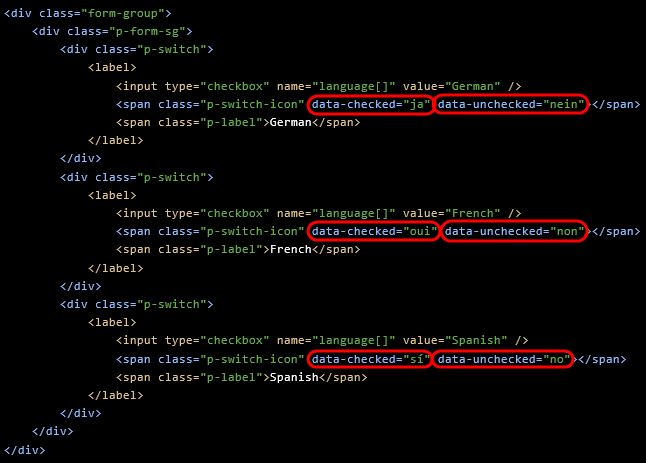 <div class="form-group">
<div class="p-form-sg">
<div class="p-switch">
<label>
<input type="checkbox" name="language[]" value="German" />
<span class="p-switch-icon" data-checked="ja" data-unchecked="nein"></span>
<span class="p-label">German</span>
</label>
</div>
<div class="p-switch">
<label>
<input type="checkbox" name="language[]" value="French" />
<span class="p-switch-icon" data-checked="oui" data-unchecked="non"></span>
<span class="p-label">French</span>
</label>
</div>
<div class="p-switch">
<label>
<input type="checkbox" name="language[]" value="Spanish" />
<span class="p-switch-icon" data-checked="sí" data-unchecked="no"></span>
<span class="p-label">Spanish</span>
</label>
</div>
</div>
</div>